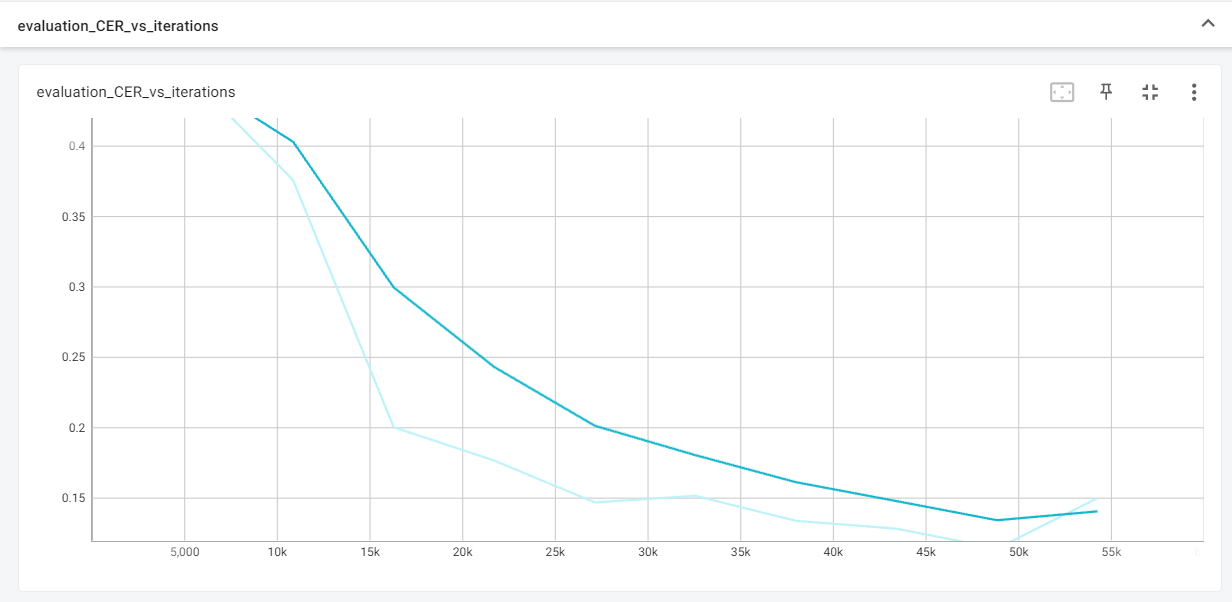 evaluation_CER_vs_iterations
evaluation_CER_vs_iterations
0.4
0.35
0.3
0.25
0.2
0.15
5,000 10k 15k 20k 25k 30k 35k 40k 45k 50k 55k